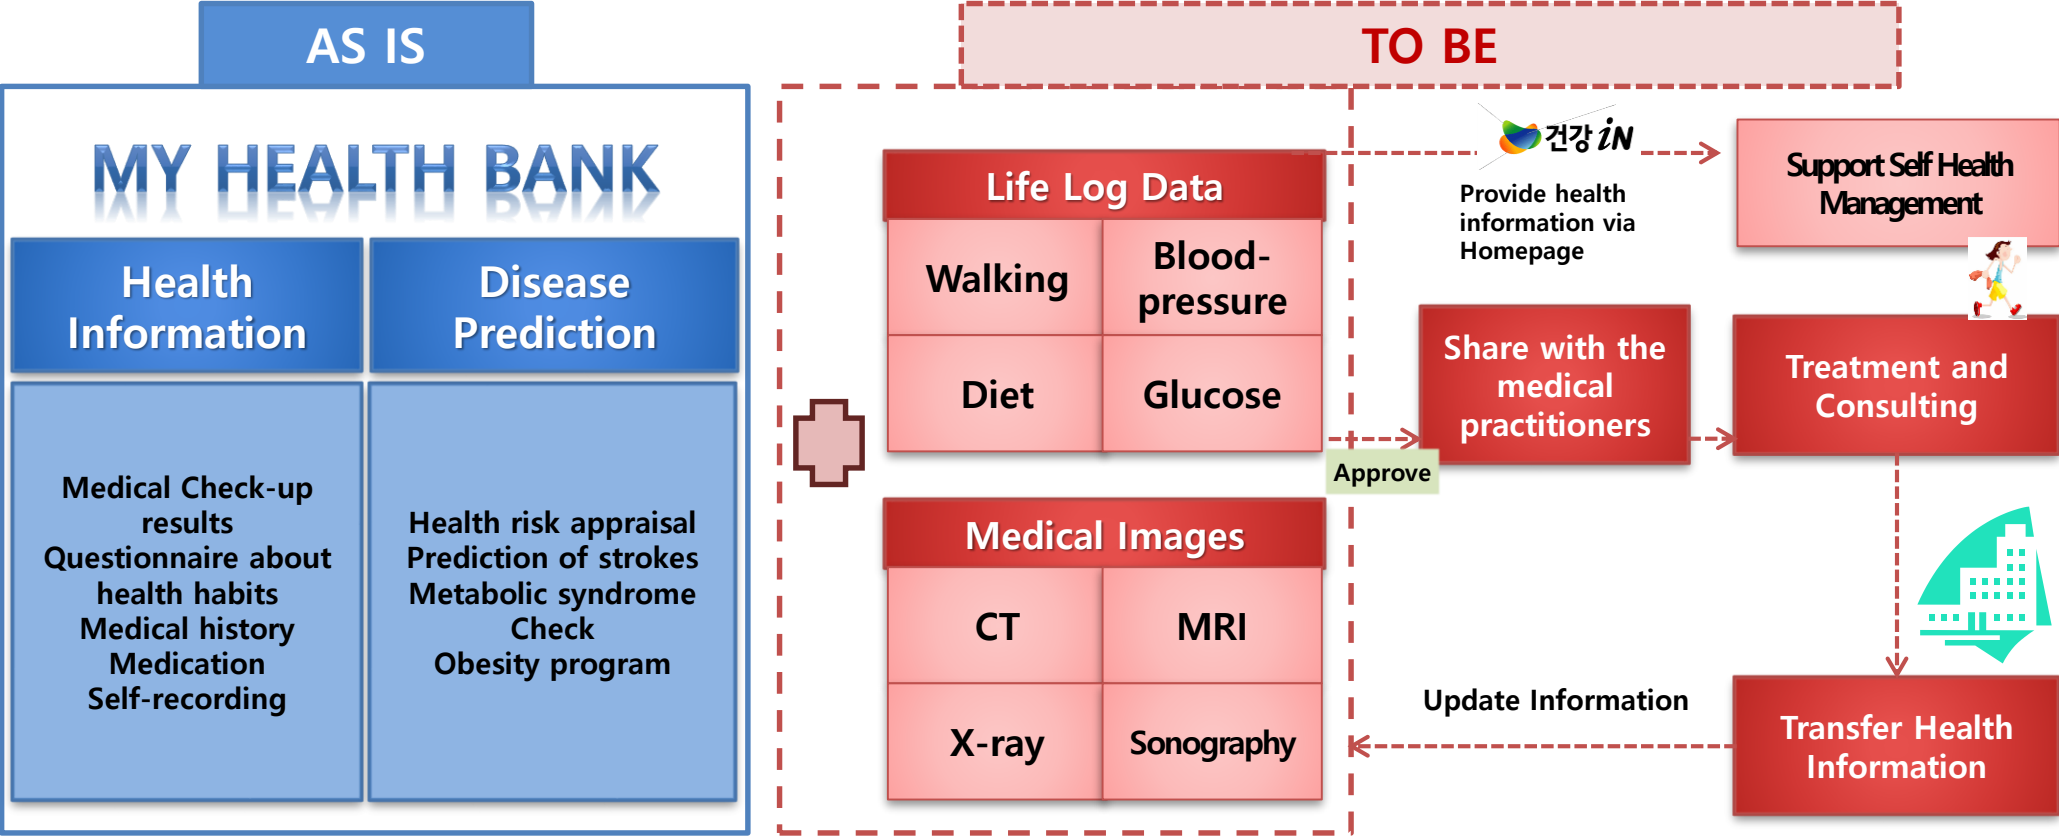 AS IS
MY HEALTH BANK
Health
Information
Disease
Prediction
Medical Check-up
results
Questionnaire about
health habits
Medical history
Medication
Self-recording
Health risk appraisal
Prediction of strokes
Metabolic syndrome
Check
Obesity program
TO BE
Life Log Data
Walking
Blood-
pressure
Diet
Glucose
Medical Images
CT
MRI
X-ray
Sonography
건강 iN
Provide health
information via
Homepage
Support Self Health
Management
Approve
Share with the
medical
practitioners
Treatment and
Consulting
Update Information
Transfer Health
Information